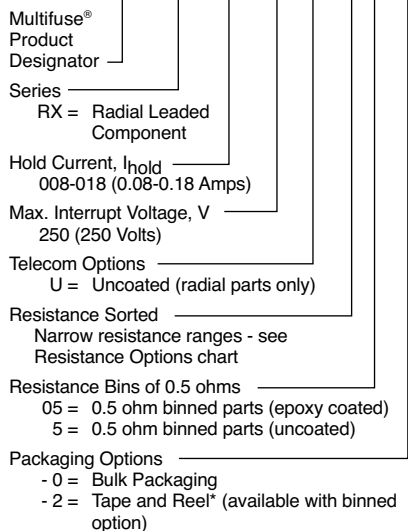 Multifuse®
Product
Designator
Series
RX = Radial Leaded
Component
Hold Current, Ihold
008-018 (0.08-0.18 Amps)
Max. Interrupt Voltage, V
250 (250 Volts)
Telecom Options
U = Uncoated (radial parts only)
Resistance Sorted
Narrow resistance ranges - see
Resistance Options chart
Resistance Bins of 0.5 ohms
05 = 0.5 ohm binned parts (epoxy coated)
5 = 0.5 ohm binned parts (uncoated)
Packaging Options
- 0 = Bulk Packaging
- 2 = Tape and Reel* (available with binned
option)